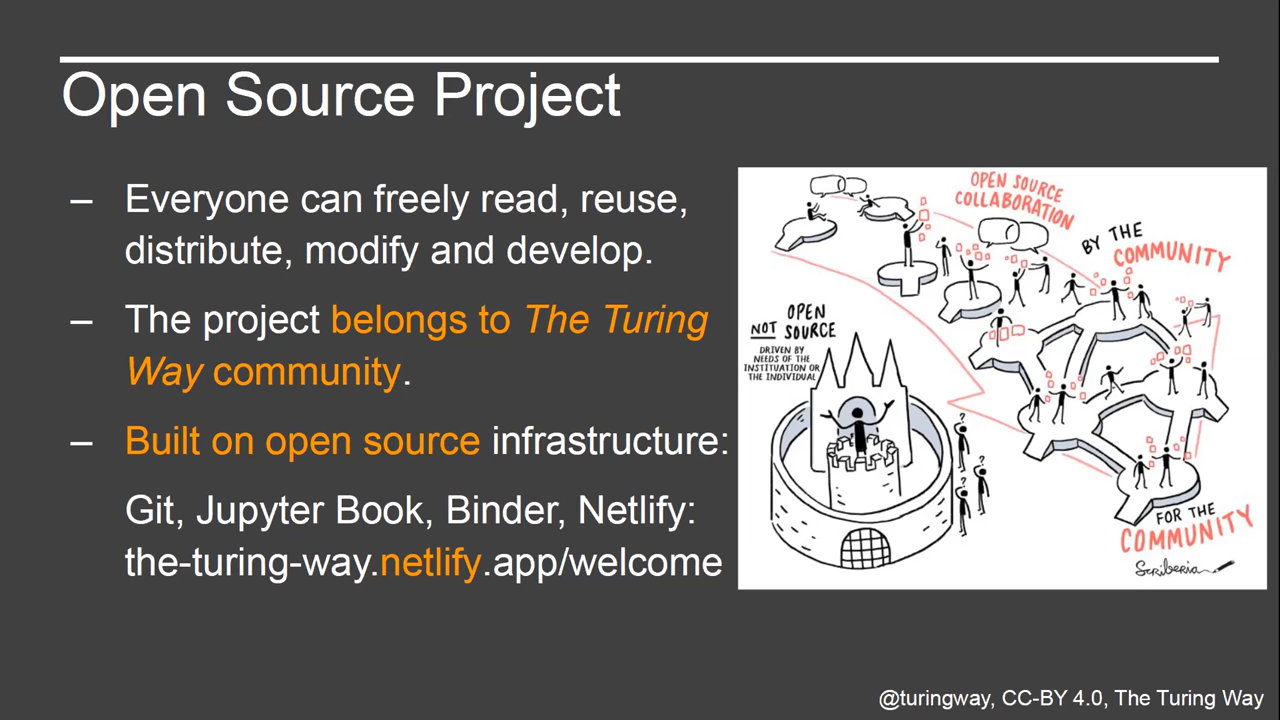 Open Source Project
– Everyone can freely read, reuse,
distribute, modify and develop.
– The project belongs to The Turing
Way community.
– Built on open source infrastructure:
Git, Jupyter Book, Binder, Netlify:
the-turing-way.netlify.app/welcome
OPEN SOURCE
COLLABORATION
BY THE
COMMUNITY
NOT OPEN
SOURCE
DRIVEN BY
NEEDS OF THE
INSTITUATION OR
THE INDIVIDUAL
?
?
?
FOR THE
COMMUNITY
Scriberia
@turingway, CC-BY 4.0, The Turing Way